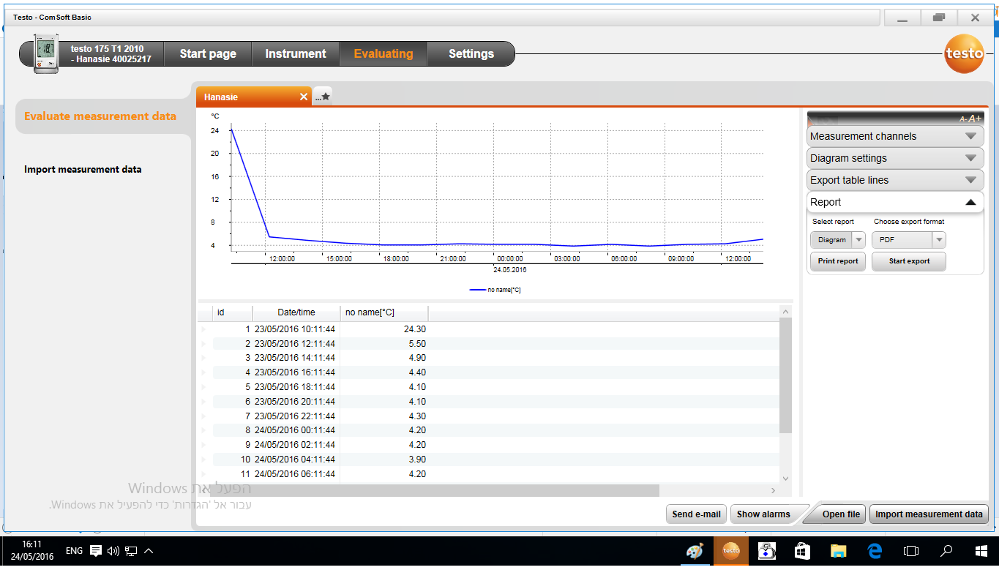 Testo - ComSoft Basic
testo 175 T1 2010
- Hanasie 40025217
Start page
Instrument
Evaluating
Settings
testo
Evaluate measurement data
Import measurement data
Hanasie
...★
°C
24
20
16
12
8
4
12:00:00 15:00:00 18:00:00 21:00:00 00:00:00 03:00:00 06:00:00 09:00:00 12:00:00
24.05.2016
no name[°C]
A- A+
Measurement channels
Diagram settings
Export table lines
Report
Select report Choose export format
Diagram PDF
Print report Start export
id Date/time no name[°C]
1 23/05/2016 10:11:44 24.30
2 23/05/2016 12:11:44 5.50
3 23/05/2016 14:11:44 4.90
4 23/05/2016 16:11:44 4.40
5 23/05/2016 18:11:44 4.10
6 23/05/2016 20:11:44 4.10
7 23/05/2016 22:11:44 4.30
8 24/05/2016 00:11:44 4.20
9 24/05/2016 02:11:44 4.20
10 24/05/2016 04:11:44 3.90
11 24/05/2016 06:11:44 4.20
הפעל את Windows
עבור אל 'הגדרות' כדי להפעיל את Windows.
Send e-mail Show alarms Open file Import measurement data
16:11
24/05/2016
ENG
testo